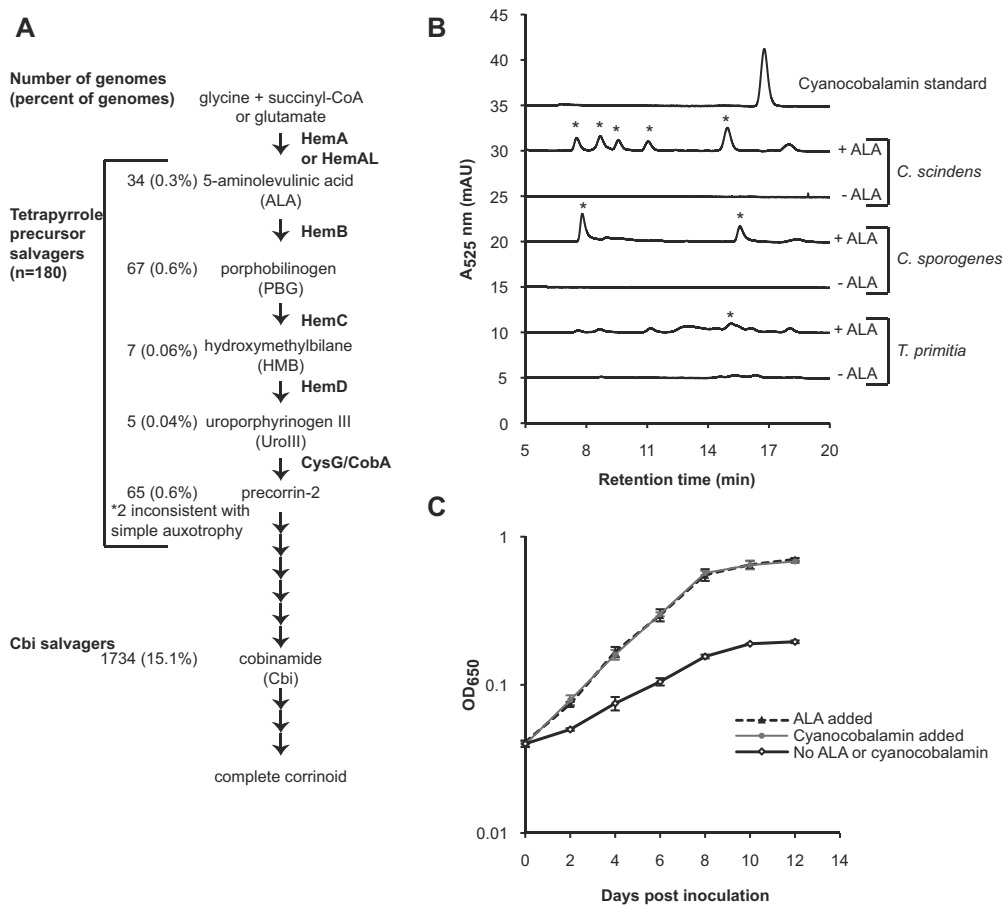 A
Number of genomes
(percent of genomes)
glycine + succinyl-CoA
or glutamate
HemA
or HemAL
34 (0.3%)
5-aminolevulinic acid
(ALA)
Tetrapyrrole
precursor
salvagers
(n=180)
HemB
67 (0.6%)
porphobilinogen
(PBG)
HemC
7 (0.06%)
hydroxymethylbilane
(HMB)
HemD
5 (0.04%)
uroporphyrinogen III
(UroIII)
CysG/CobA
65 (0.6%)
precorrin-2
*2 inconsistent with
simple auxotrophy
Cbi salvagers
1734 (15.1%)
cobinamide
(Cbi)
complete corrinoid
B
A525 nm (mAU)
45
40
35
30
25
20
15
10
5
0
Cyanocobalamin standard
* * * * *
+ ALA
- ALA
C. scindens
* *
+ ALA
- ALA
C. sporogenes
*
+ ALA
- ALA
T. primitia
5 8 11 14 17 20
Retention time (min)
C
OD650
1
0.1
0.01
ALA added
Cyanocobalamin added
No ALA or cyanocobalamin
0 2 4 6 8 10 12 14
Days post inoculation